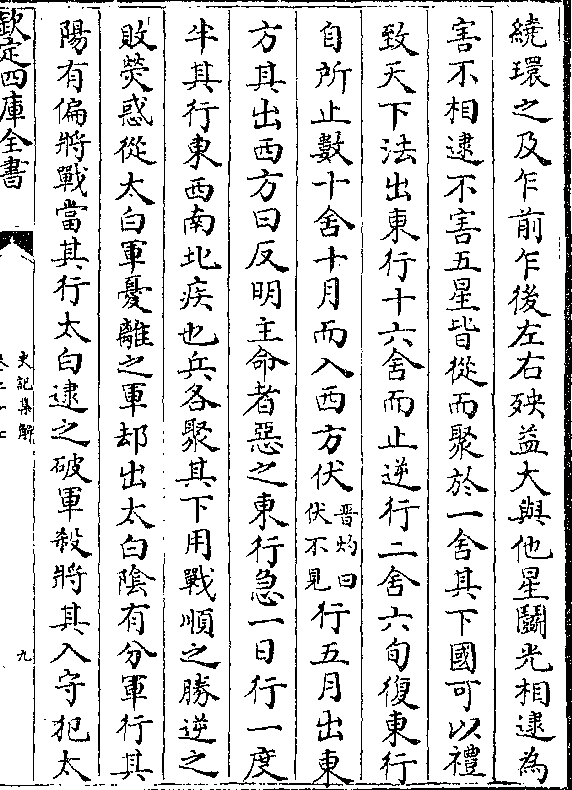 繞環之及乍前乍後左右殃益大與他星鬭光相逮為
害不相逮不害五星皆從而聚於一舍其下國可以禮
致天下法出東行十六舍而止逆行二舍六旬復東行
自所止數十舍十月而入西方伏晋灼曰伏不見行五月出東
方其出西方曰反明主命者惡之東行急一日行一度
半其行東西南北疾也兵各聚其下用戰順之勝逆之
敗熒惑從太白軍憂離之軍却出太白隂有分軍行其
陽有偏將戰當其行太白逮之破軍殺將其入守犯太
欽定四庫全書
史記集解
卷二十七
九